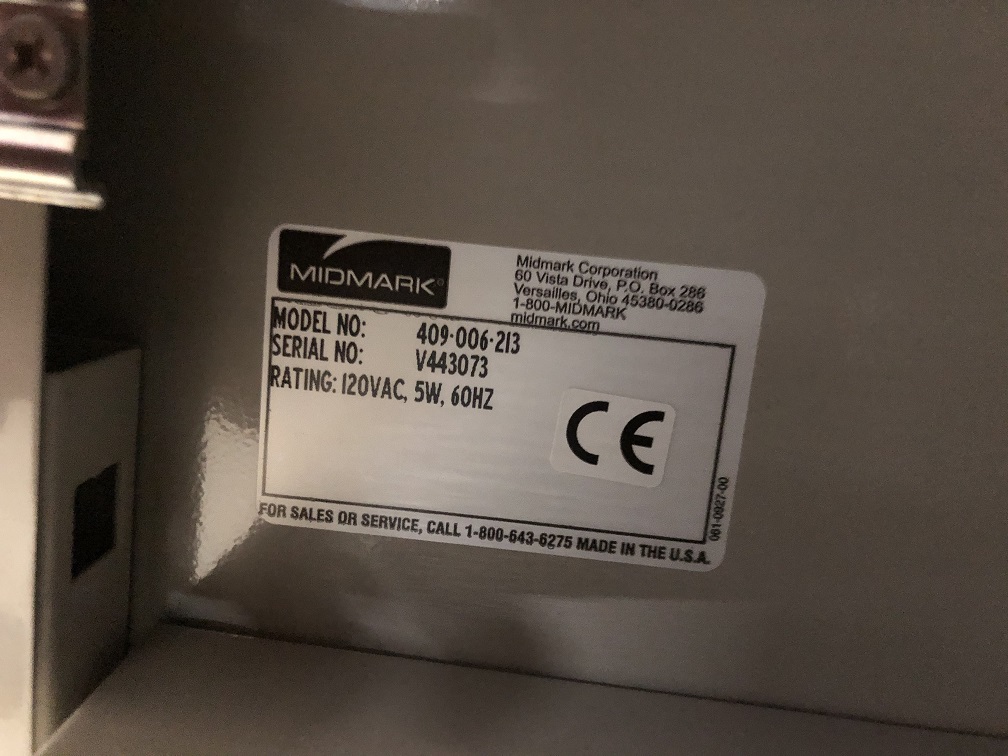 MIDMARK®
Midmark Corporation
60 Vista Drive, P.O. Box 286
Versailles, Ohio 45380-0286
1-800-MIDMARK
midmark.com
MODEL NO: 409-006-213
SERIAL NO: V443073
RATING: 120VAC, 5W, 60HZ
CE
061-0927-00
FOR SALES OR SERVICE, CALL 1-800-643-6275 MADE IN THE U.S.A.